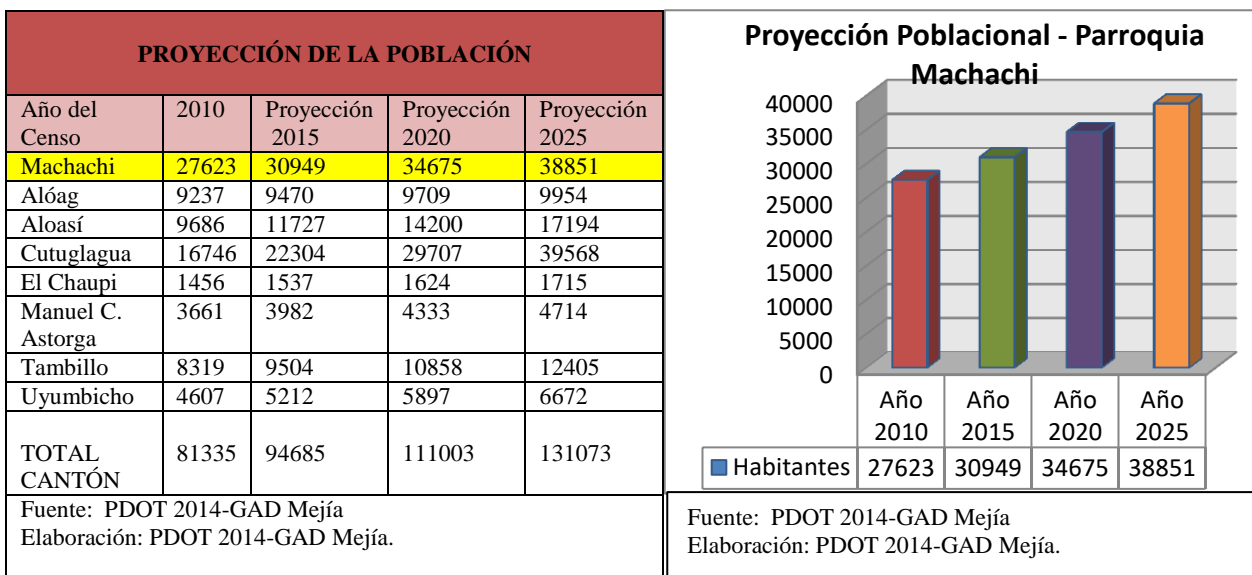 PROYECCIÓN DE LA POBLACIÓN
Año del Censo 2010 Proyección 2015 Proyección 2020 Proyección 2025
Machachi 27623 30949 34675 38851
Alóag 9237 9470 9709 9954
Aloasí 9686 11727 14200 17194
Cutuglagua 16746 22304 29707 39568
El Chaupi 1456 1537 1624 1715
Manuel C. Astorga 3661 3982 4333 4714
Tambillo 8319 9504 10858 12405
Uyumbicho 4607 5212 5897 6672
TOTAL CANTÓN 81335 94685 111003 131073
Fuente: PDOT 2014-GAD Mejía
Elaboración: PDOT 2014-GAD Mejía.
Proyección Poblacional - Parroquia
Machachi
40000
35000
30000
25000
20000
15000
10000
5000
0
Año 2010 Año 2015 Año 2020 Año 2025
Habitantes 27623 30949 34675 38851
Fuente: PDOT 2014-GAD Mejía
Elaboración: PDOT 2014-GAD Mejía.